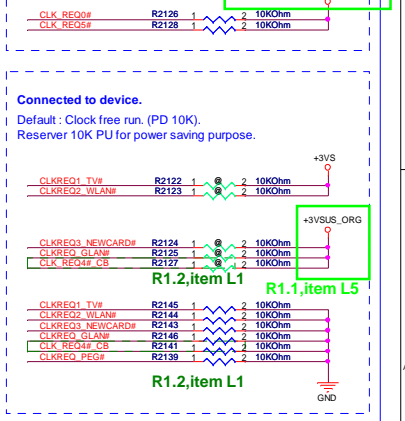 CLK_REQ0# R2126 1 2 10KOhm
CLK_REQ5# R2128 1 2 10KOhm
Connected to device.
Default : Clock free run. (PD 10K).
Reserver 10K PU for power saving purpose.
+3VS
CLKREQ1_TV# R2122 1 @ 2 10KOhm
CLKREQ2_WLAN# R2123 1 @ 2 10KOhm
+3VSUS_ORG
CLKREQ3_NEWCARD# R2124 1 @ 2 10KOhm
CLKREQ_GLAN# R2125 1 @ 2 10KOhm
CLK_REQ4#_CB R2127 1 @ 2 10KOhm
R1.2,item L1
R1.1,item L5
CLKREQ1_TV# R2145 1 2 10KOhm
CLKREQ2_WLAN# R2144 1 2 10KOhm
CLKREQ3_NEWCARD# R2143 1 2 10KOhm
CLKREQ_GLAN# R2146 1 2 10KOhm
CLK_REQ4#_CB R2141 1 2 10KOhm
CLKREQ_PEG# R2139 1 2 10KOhm
R1.2,item L1
GND